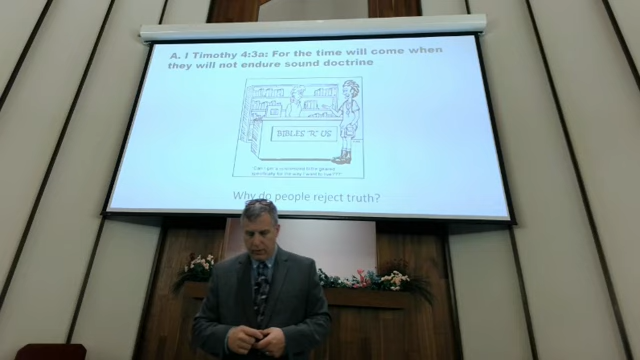 A. I Timothy 4:3a: For the time will come when
they will not endure sound doctrine
BIBLES "R" US
Why do people reject truth?